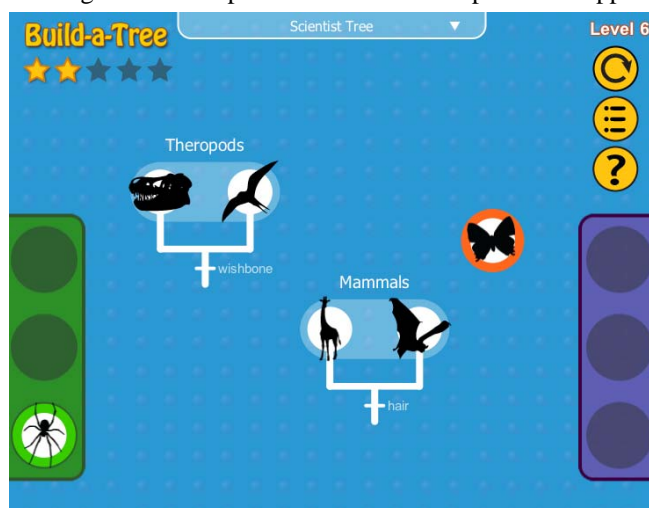 Build-a-Tree
Scientist Tree
Level 6
Theropods
wishbone
Mammals
hair
?